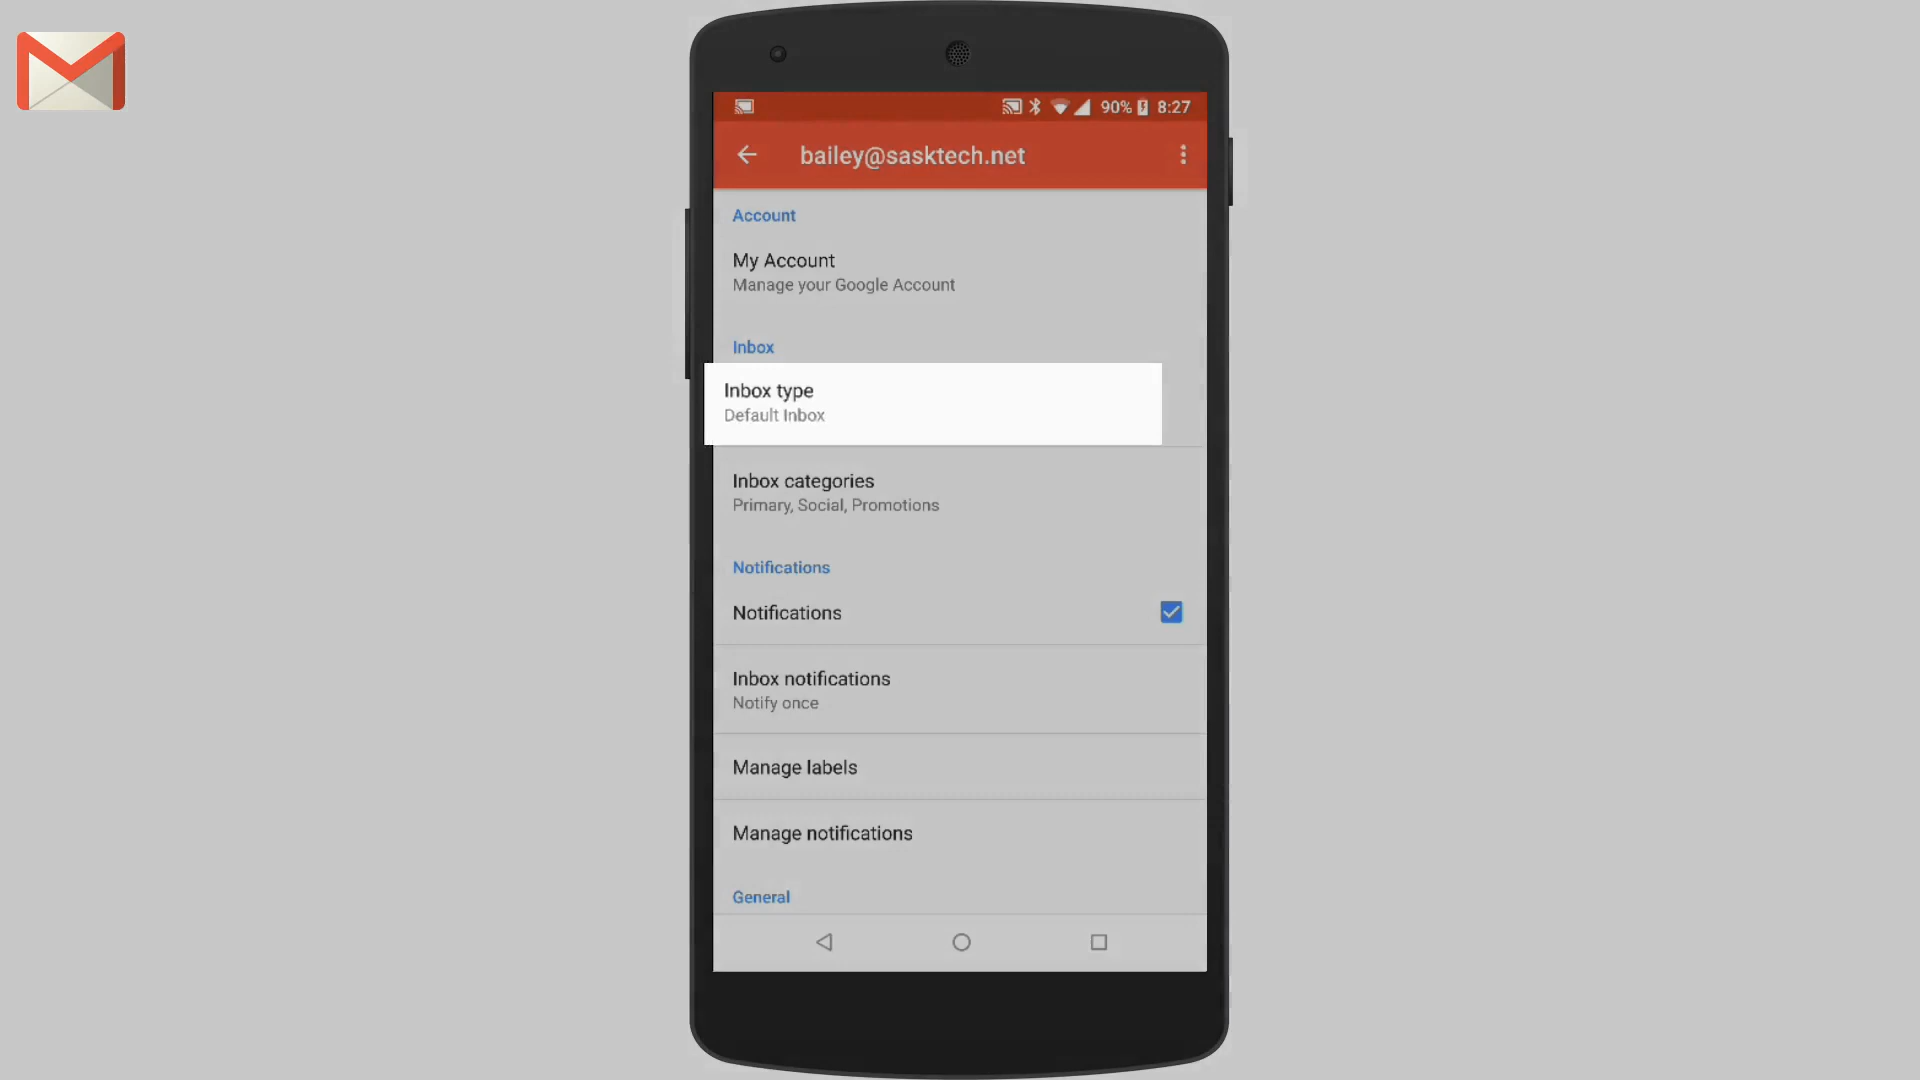 90% 8:27
bailey@sasktech.net
Account
My Account
Manage your Google Account
Inbox
Inbox type
Default Inbox
Inbox categories
Primary, Social, Promotions
Notifications
Notifications
Inbox notifications
Notify once
Manage labels
Manage notifications
General